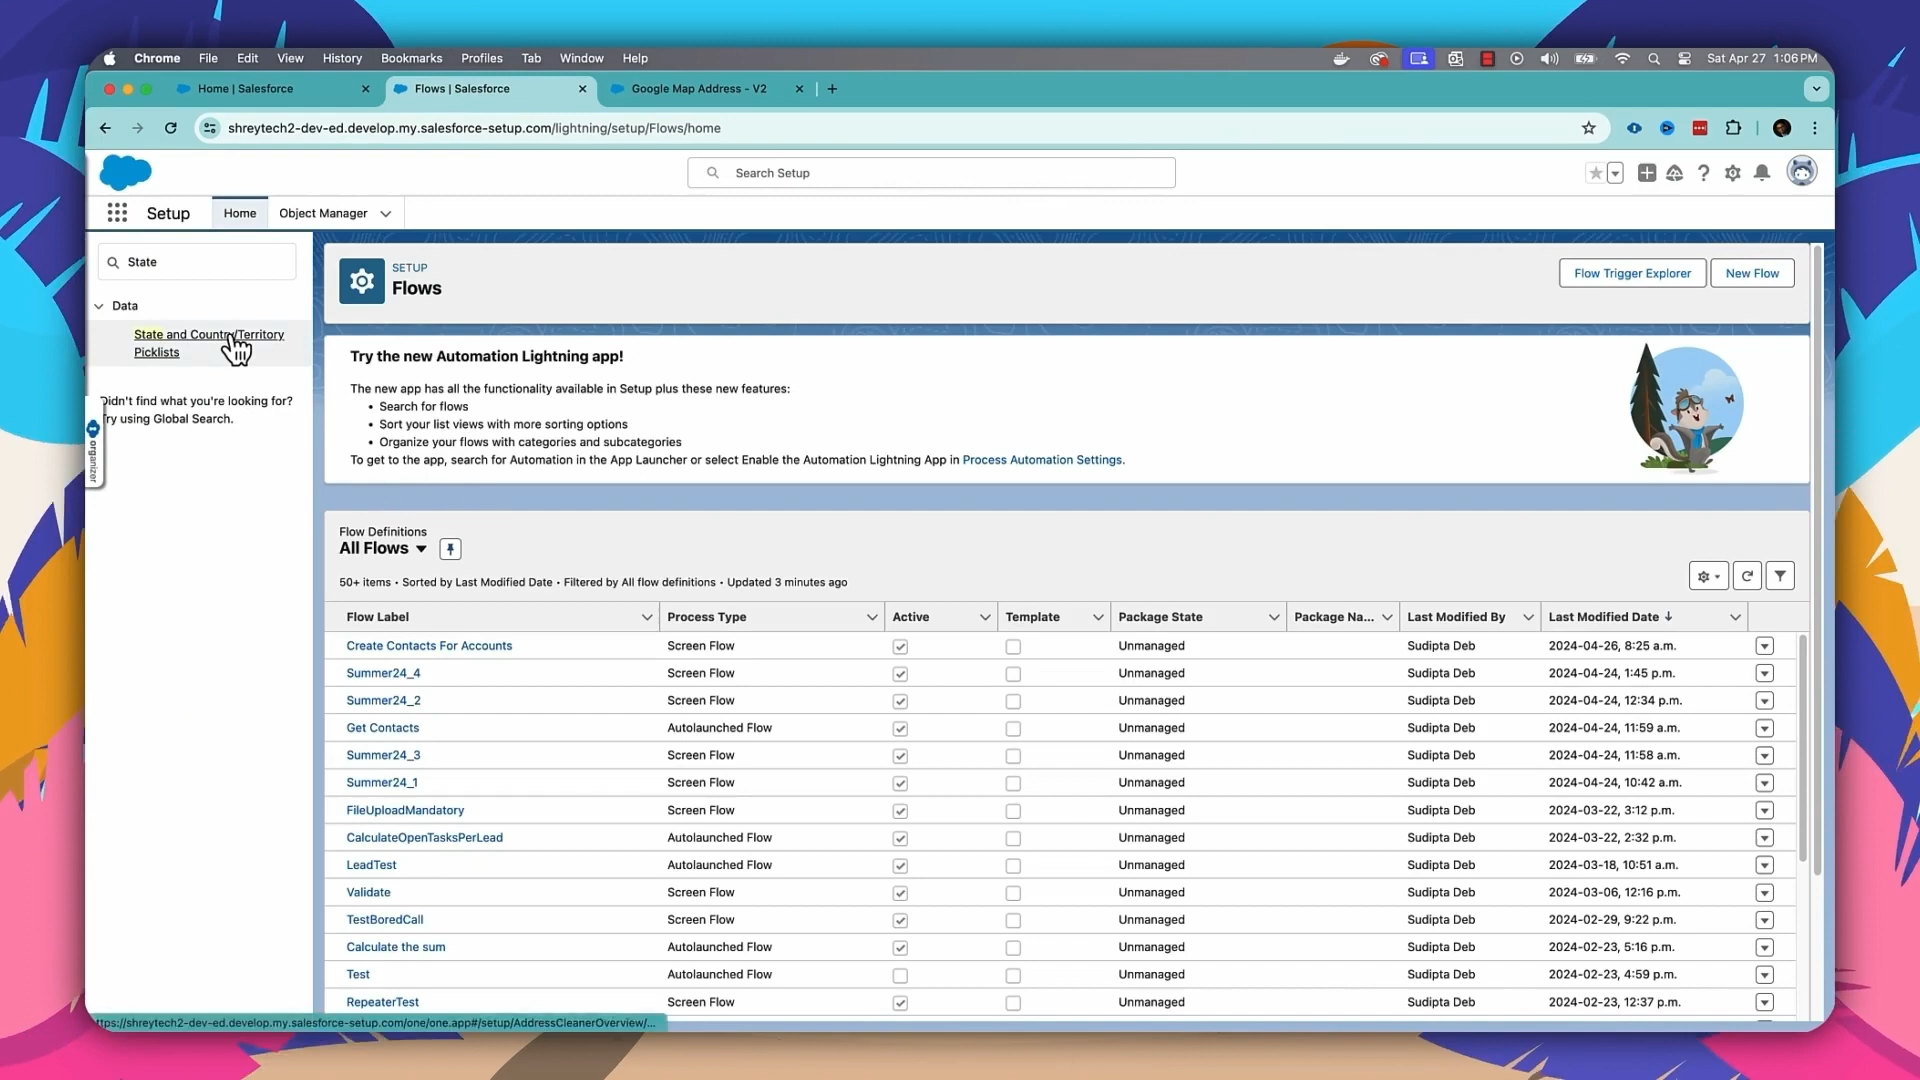 Chrome File Edit View History Bookmarks Profiles Tab Window Help Sat Apr 27 1:06 PM
Home | Salesforce Flows | Salesforce Google Map Address - V2
shreytech2-dev-ed.develop.my.salesforce-setup.com/lightning/setup/Flows/home
Search Setup
Setup Home Object Manager
State
Data
State and Country/Territory
Picklists
Didn't find what you're looking for?
Try using Global Search.
organizer
SETUP
Flows
Flow Trigger Explorer New Flow
Try the new Automation Lightning app!
The new app has all the functionality available in Setup plus these new features:
• Search for flows
• Sort your list views with more sorting options
• Organize your flows with categories and subcategories
To get to the app, search for Automation in the App Launcher or select Enable the Automation Lightning App in Process Automation Settings.
Flow Definitions
All Flows
50+ items • Sorted by Last Modified Date • Filtered by All flow definitions • Updated 3 minutes ago
Flow Label Process Type Active Template Package State Package Na... Last Modified By Last Modified Date
Create Contacts For Accounts Screen Flow Unmanaged Sudipta Deb 2024-04-26, 8:25 a.m.
Summer24_4 Screen Flow Unmanaged Sudipta Deb 2024-04-24, 1:45 p.m.
Summer24_2 Screen Flow Unmanaged Sudipta Deb 2024-04-24, 12:34 p.m.
Get Contacts Autolaunched Flow Unmanaged Sudipta Deb 2024-04-24, 11:59 a.m.
Summer24_3 Screen Flow Unmanaged Sudipta Deb 2024-04-24, 11:58 a.m.
Summer24_1 Screen Flow Unmanaged Sudipta Deb 2024-04-24, 10:42 a.m.
FileUploadMandatory Screen Flow Unmanaged Sudipta Deb 2024-03-22, 3:12 p.m.
CalculateOpenTasksPerLead Autolaunched Flow Unmanaged Sudipta Deb 2024-03-22, 2:32 p.m.
LeadTest Autolaunched Flow Unmanaged Sudipta Deb 2024-03-18, 10:51 a.m.
Validate Screen Flow Unmanaged Sudipta Deb 2024-03-06, 12:16 p.m.
TestBoredCall Screen Flow Unmanaged Sudipta Deb 2024-02-29, 9:22 p.m.
Calculate the sum Autolaunched Flow Unmanaged Sudipta Deb 2024-02-23, 5:16 p.m.
Test Autolaunched Flow Unmanaged Sudipta Deb 2024-02-23, 4:59 p.m.
RepeaterTest Screen Flow Unmanaged Sudipta Deb 2024-02-23, 12:37 p.m.
ttps://shreytech2-dev-ed.develop.my.salesforce-setup.com/one/one.app#/setup/AddressCleanerOverview/...